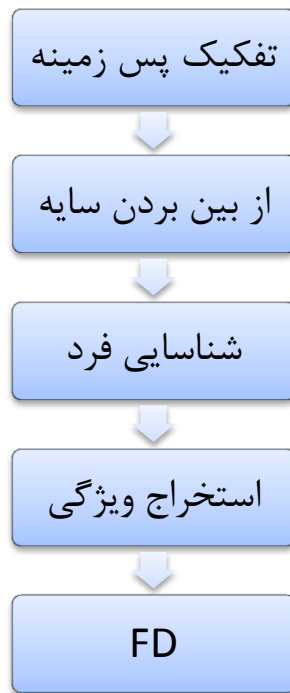 تفکیک پس زمینه
از بین بردن سایه
شناسایی فرد
استخراج ویژگی
FD